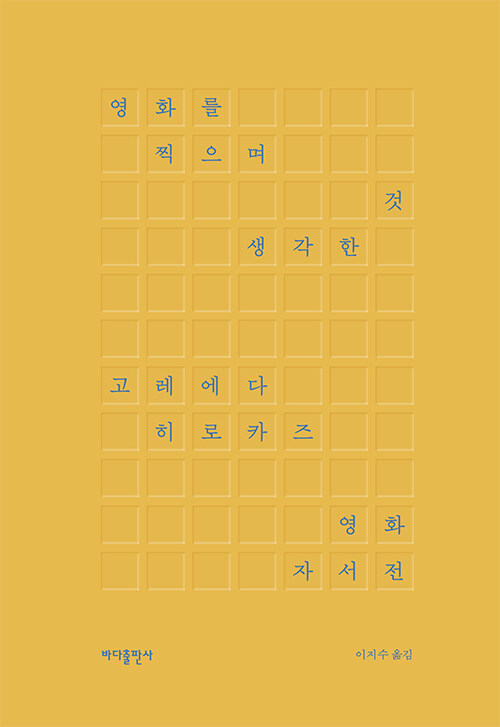 영화를
찍으며
것
생각한
고레에다
히로카즈
영화
자서전
바다출판사
이지수 옮김